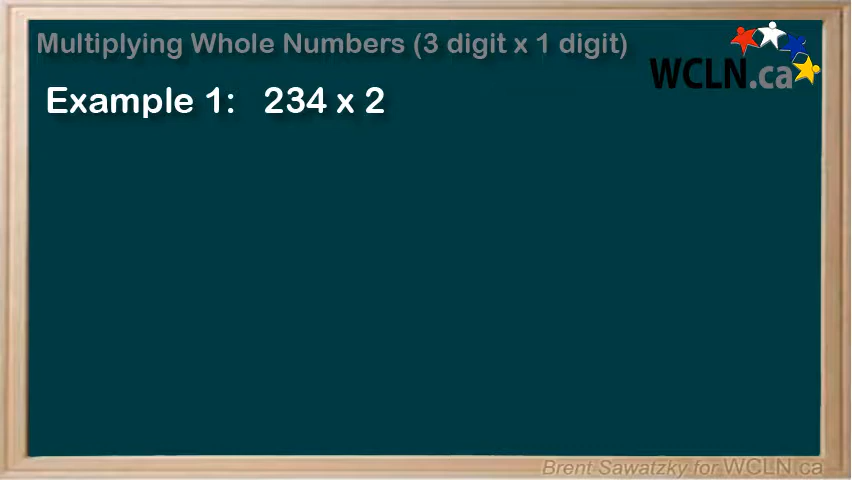 Multiplying Whole Numbers (3 digit x 1 digit)
WCLN.ca
Example 1: 234 x 2
Brent Sawatzky for WCLN.ca